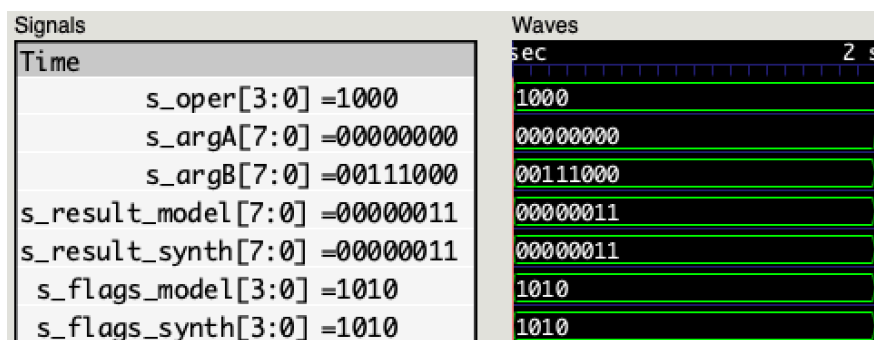 Signals
Waves
Time
sec 2 s
s_oper[3:0] =1000
1000
s_argA[7:0] =00000000
00000000
s_argB[7:0] =00111000
00111000
s_result_model[7:0] =00000011
00000011
s_result_synth[7:0] =00000011
00000011
s_flags_model[3:0] =1010
1010
s_flags_synth[3:0] =1010
1010